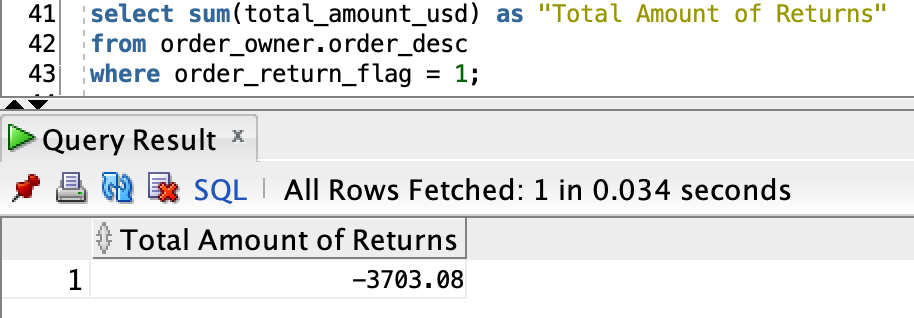 41 select sum(total_amount_usd) as "Total Amount of Returns"
42 from order_owner.order_desc
43 where order_return_flag = 1;
Query Result x
SQL | All Rows Fetched: 1 in 0.034 seconds
Total Amount of Returns
1 -3703.08